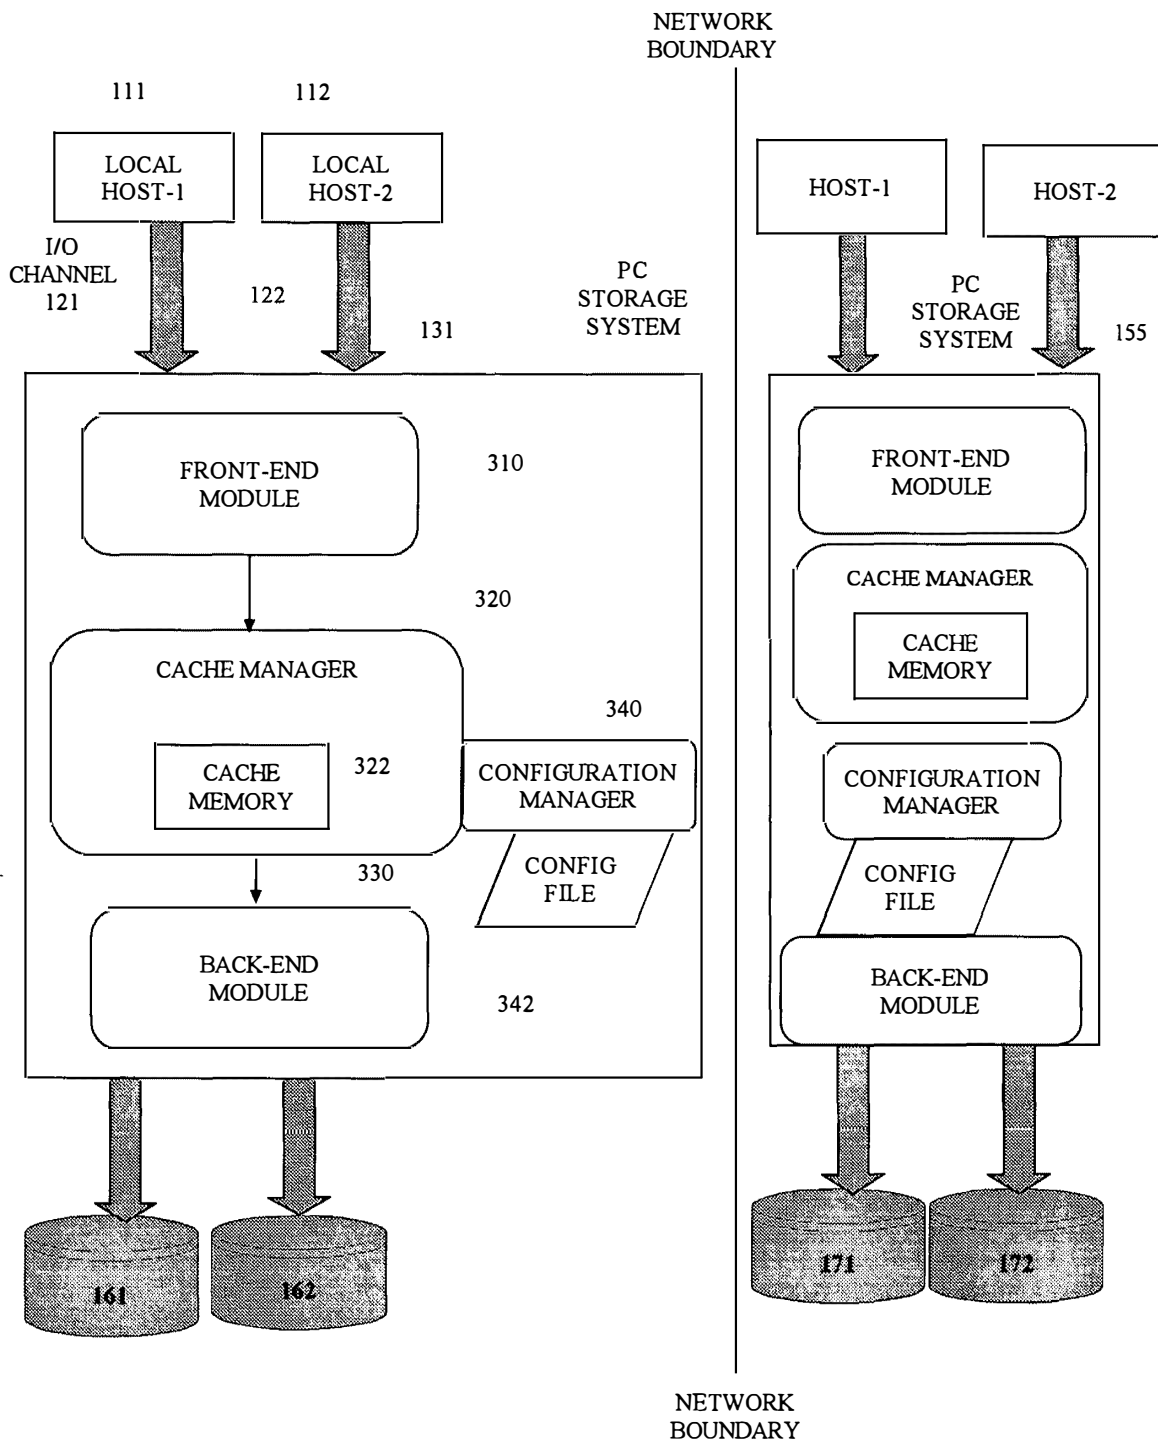 NETWORK
BOUNDARY
111
112
LOCAL
HOST-1
LOCAL
HOST-2
HOST-1
HOST-2
I/O
CHANNEL
121
122
131
PC
STORAGE
SYSTEM
PC
STORAGE
SYSTEM
155
FRONT-END
MODULE
310
FRONT-END
MODULE
320
CACHE MANAGER
CACHE
MEMORY
322
340
CONFIGURATION
MANAGER
CONFIG
FILE
330
BACK-END
MODULE
342
CACHE MANAGER
CACHE
MEMORY
CONFIGURATION
MANAGER
CONFIG
FILE
BACK-END
MODULE
161
162
171
172
NETWORK
BOUNDARY